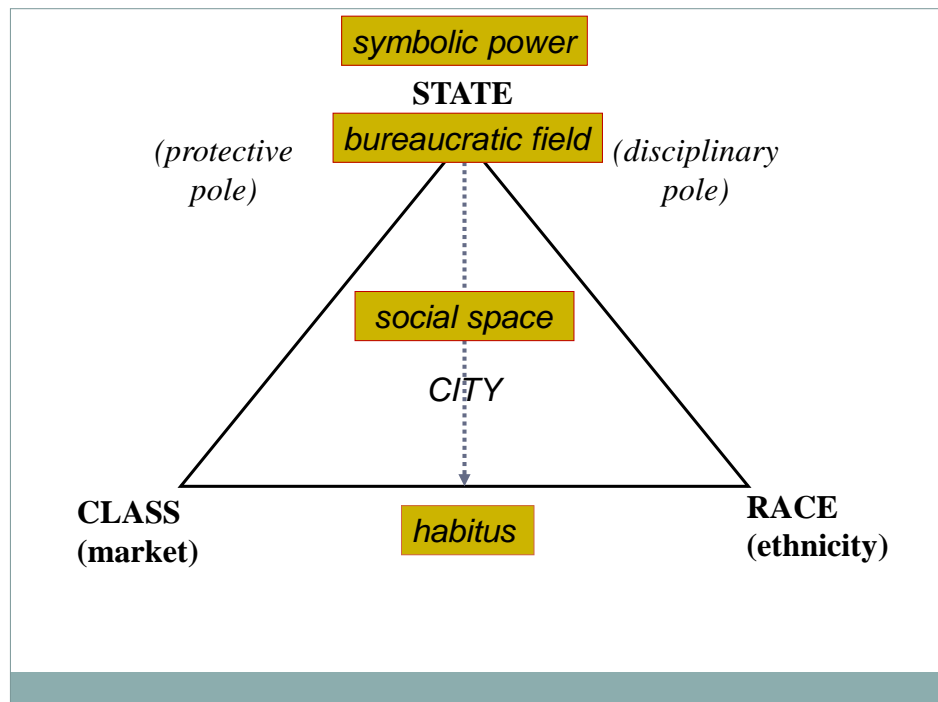 symbolic power
STATE
bureaucratic field
(protective
pole)
(disciplinary
pole)
social space
CITY
CLASS
(market)
habitus
RACE
(ethnicity)